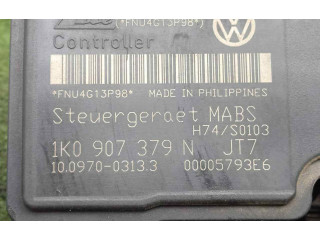 (*FNU4G13P98*)
Controller
*FNU4G13P98* MADE IN PHILIPPINES
Steuergeraet MABS
H74/S0103
1K0 907 379 N JT7
10.0970-0313.3 00005793E6